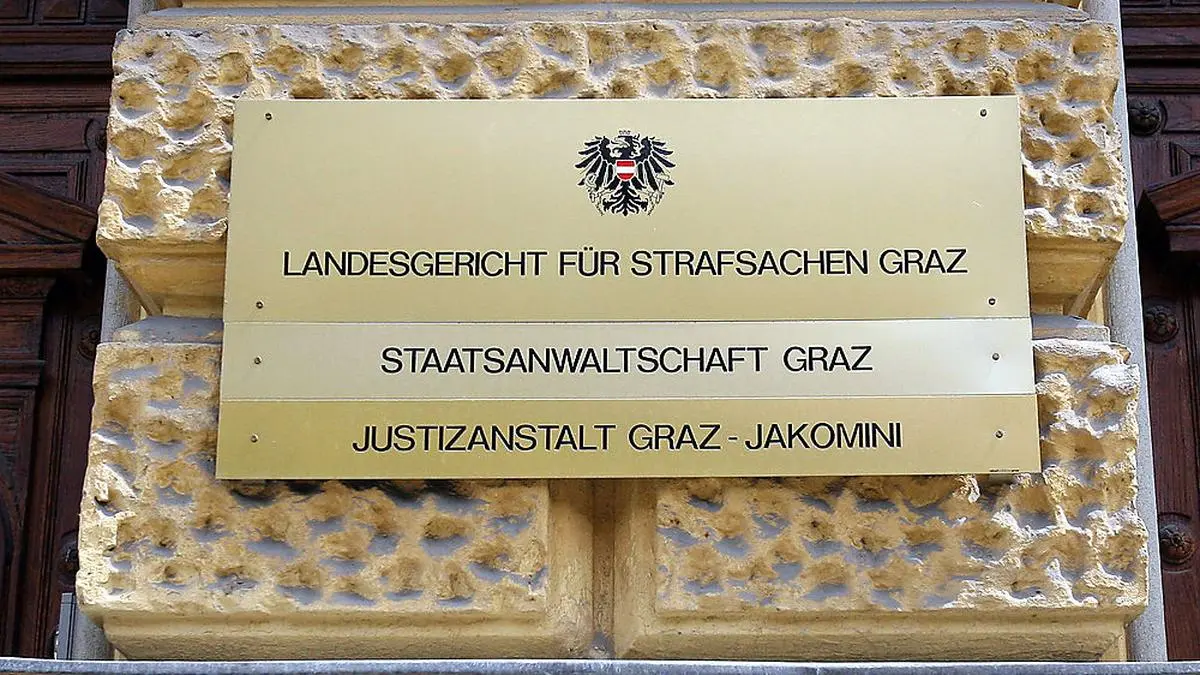 LANDESGERICHT FÜR STRAFSACHEN GRAZ
STAATSANWALTSCHAFT GRAZ
JUSTIZANSTALT GRAZ - JAKOMINI